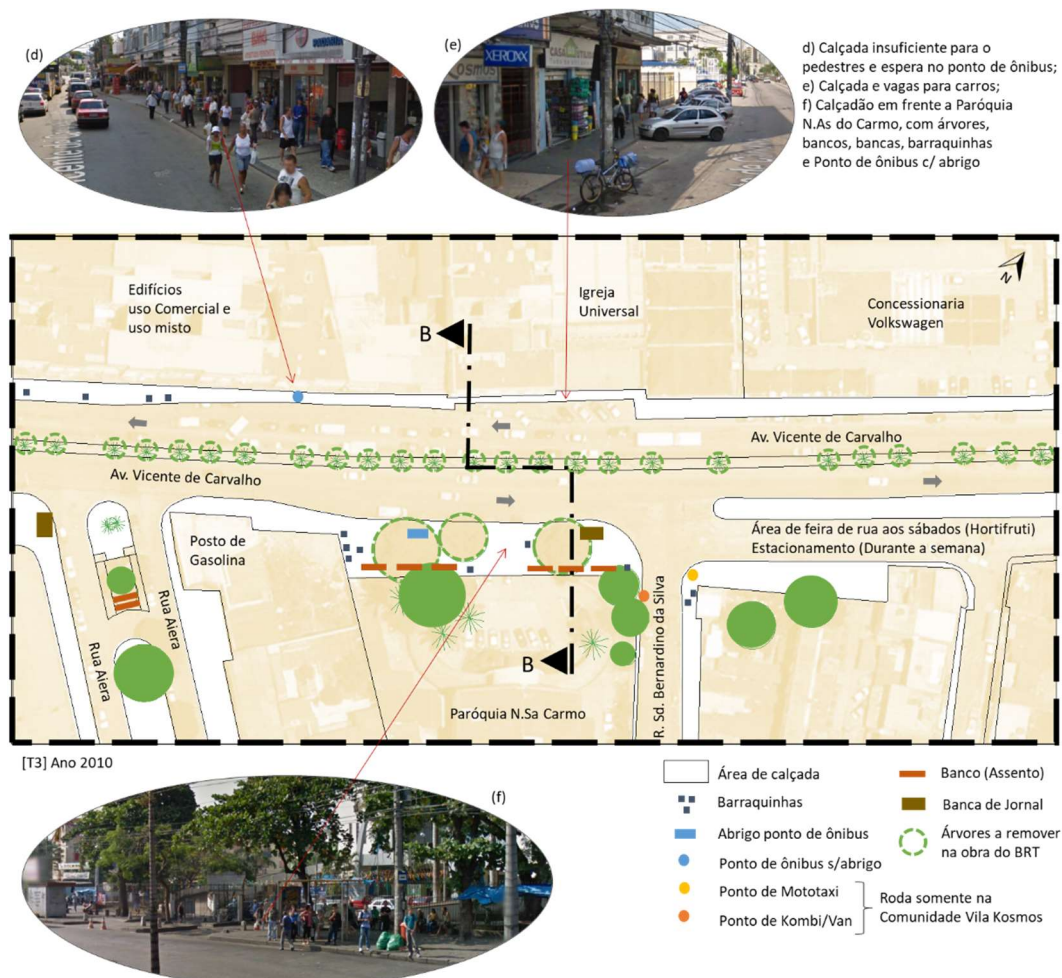 (d)
(e)
XEROXX
Kosmos
d) Calçada insuficiente para o
pedestres e espera no ponto de ônibus;
e) Calçada e vagas para carros;
f) Calçadão em frente a Paróquia
N.As do Carmo, com árvores,
bancos, bancas, barraquinhas
e Ponto de ônibus c/ abrigo
Edifícios
uso Comercial e
uso misto
B
Igreja
Universal
Concessionaria
Volkswagen
N
Av. Vicente de Carvalho
Av. Vicente de Carvalho
Posto de
Gasolina
Área de feira de rua aos sábados (Hortifruti)
Estacionamento (Durante a semana)
Rua Aiera
Rua Aiera
B
Paróquia N.Sa Carmo
R. Sd. Bernardino da Silva
[T3] Ano 2010
(f)
Área de calçada
Barraquinhas
Abrigo ponto de ônibus
Ponto de ônibus s/abrigo
Ponto de Mototaxi
Ponto de Kombi/Van
Roda somente na
Comunidade Vila Kosmos
Banco (Assento)
Banca de Jornal
Árvores a remover
na obra do BRT